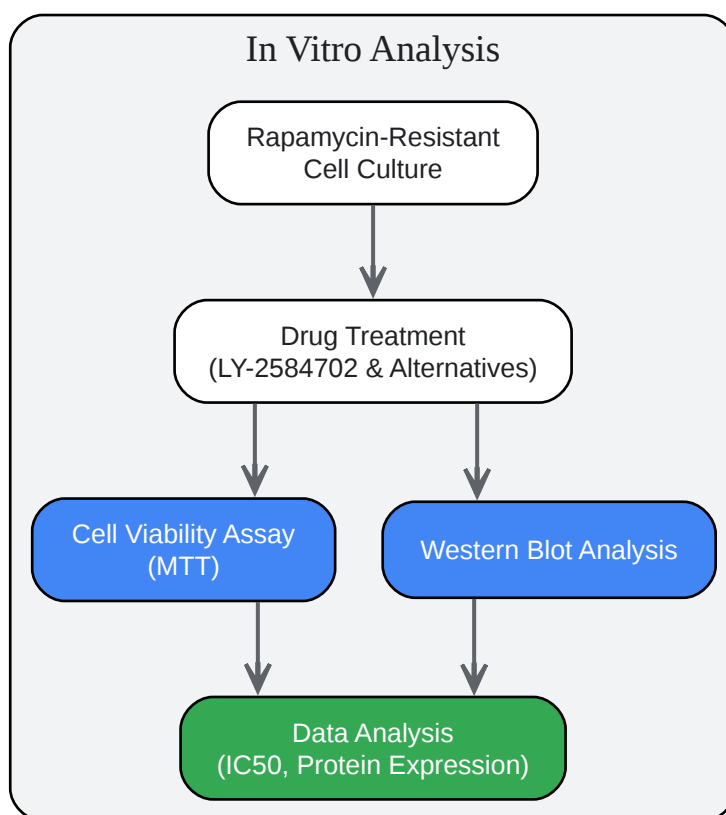 In Vitro Analysis
Rapamycin-Resistant
Cell Culture
Drug Treatment
(LY-2584702 & Alternatives)
Cell Viability Assay
(MTT)
Western Blot Analysis
Data Analysis
(IC50, Protein Expression)